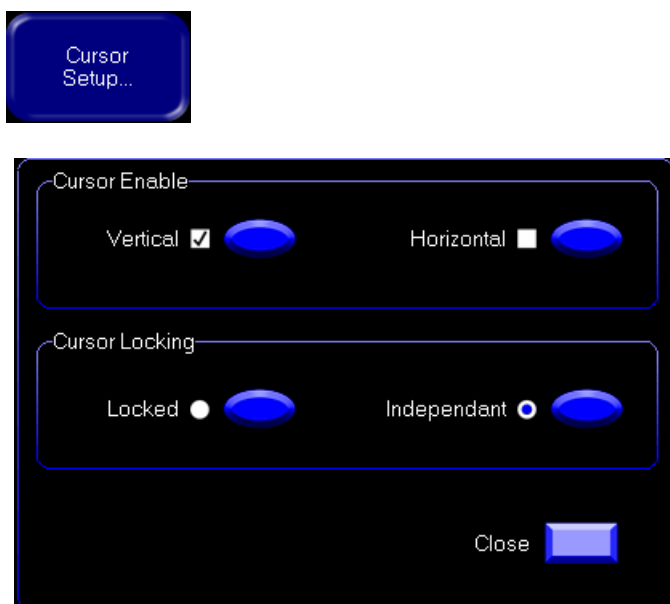 Cursor
Setup...
Cursor Enable
Vertical
Horizontal
Cursor Locking
Locked
Independant
Close